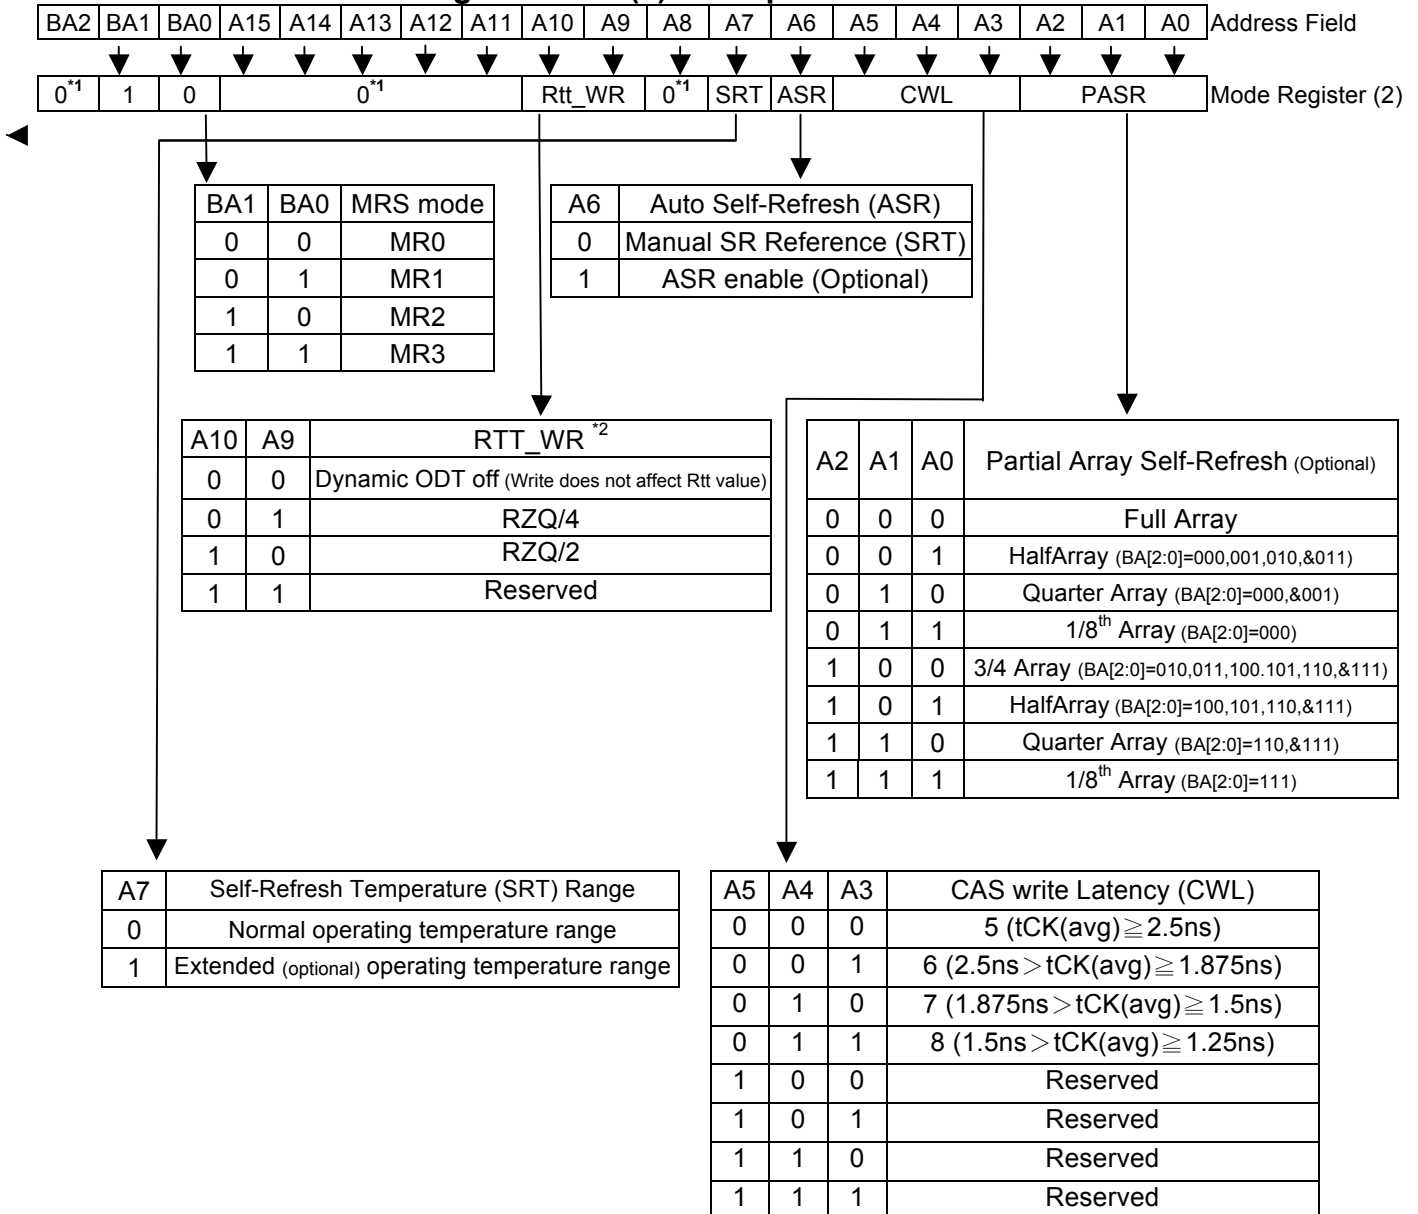 BA2 BA1 BA0 A15 A14 A13 A12 A11 A10 A9 A8 A7 A6 A5 A4 A3 A2 A1 A0 Address Field
0*1 1 0 0*1 Rtt_WR 0*1 SRT ASR CWL PASR Mode Register (2)
BA1 BA0 MRS mode
0 0 MR0
0 1 MR1
1 0 MR2
1 1 MR3
A6 Auto Self-Refresh (ASR)
0 Manual SR Reference (SRT)
1 ASR enable (Optional)
A10 A9 RTT_WR *2
0 0 Dynamic ODT off (Write does not affect Rtt value)
0 1 RZQ/4
1 0 RZQ/2
1 1 Reserved
A2 A1 A0 Partial Array Self-Refresh (Optional)
0 0 0 Full Array
0 0 1 HalfArray (BA[2:0]=000,001,010,&011)
0 1 0 Quarter Array (BA[2:0]=000,&001)
0 1 1 1/8th Array (BA[2:0]=000)
1 0 0 3/4 Array (BA[2:0]=010,011,100.101,110,&111)
1 0 1 HalfArray (BA[2:0]=100,101,110,&111)
1 1 0 Quarter Array (BA[2:0]=110,&111)
1 1 1 1/8th Array (BA[2:0]=111)
A7 Self-Refresh Temperature (SRT) Range
0 Normal operating temperature range
1 Extended (optional) operating temperature range
A5 A4 A3 CAS write Latency (CWL)
0 0 0 5 (tCK(avg)≧2.5ns)
0 0 1 6 (2.5ns＞tCK(avg)≧1.875ns)
0 1 0 7 (1.875ns＞tCK(avg)≧1.5ns)
0 1 1 8 (1.5ns＞tCK(avg)≧1.25ns)
1 0 0 Reserved
1 0 1 Reserved
1 1 0 Reserved
1 1 1 Reserved